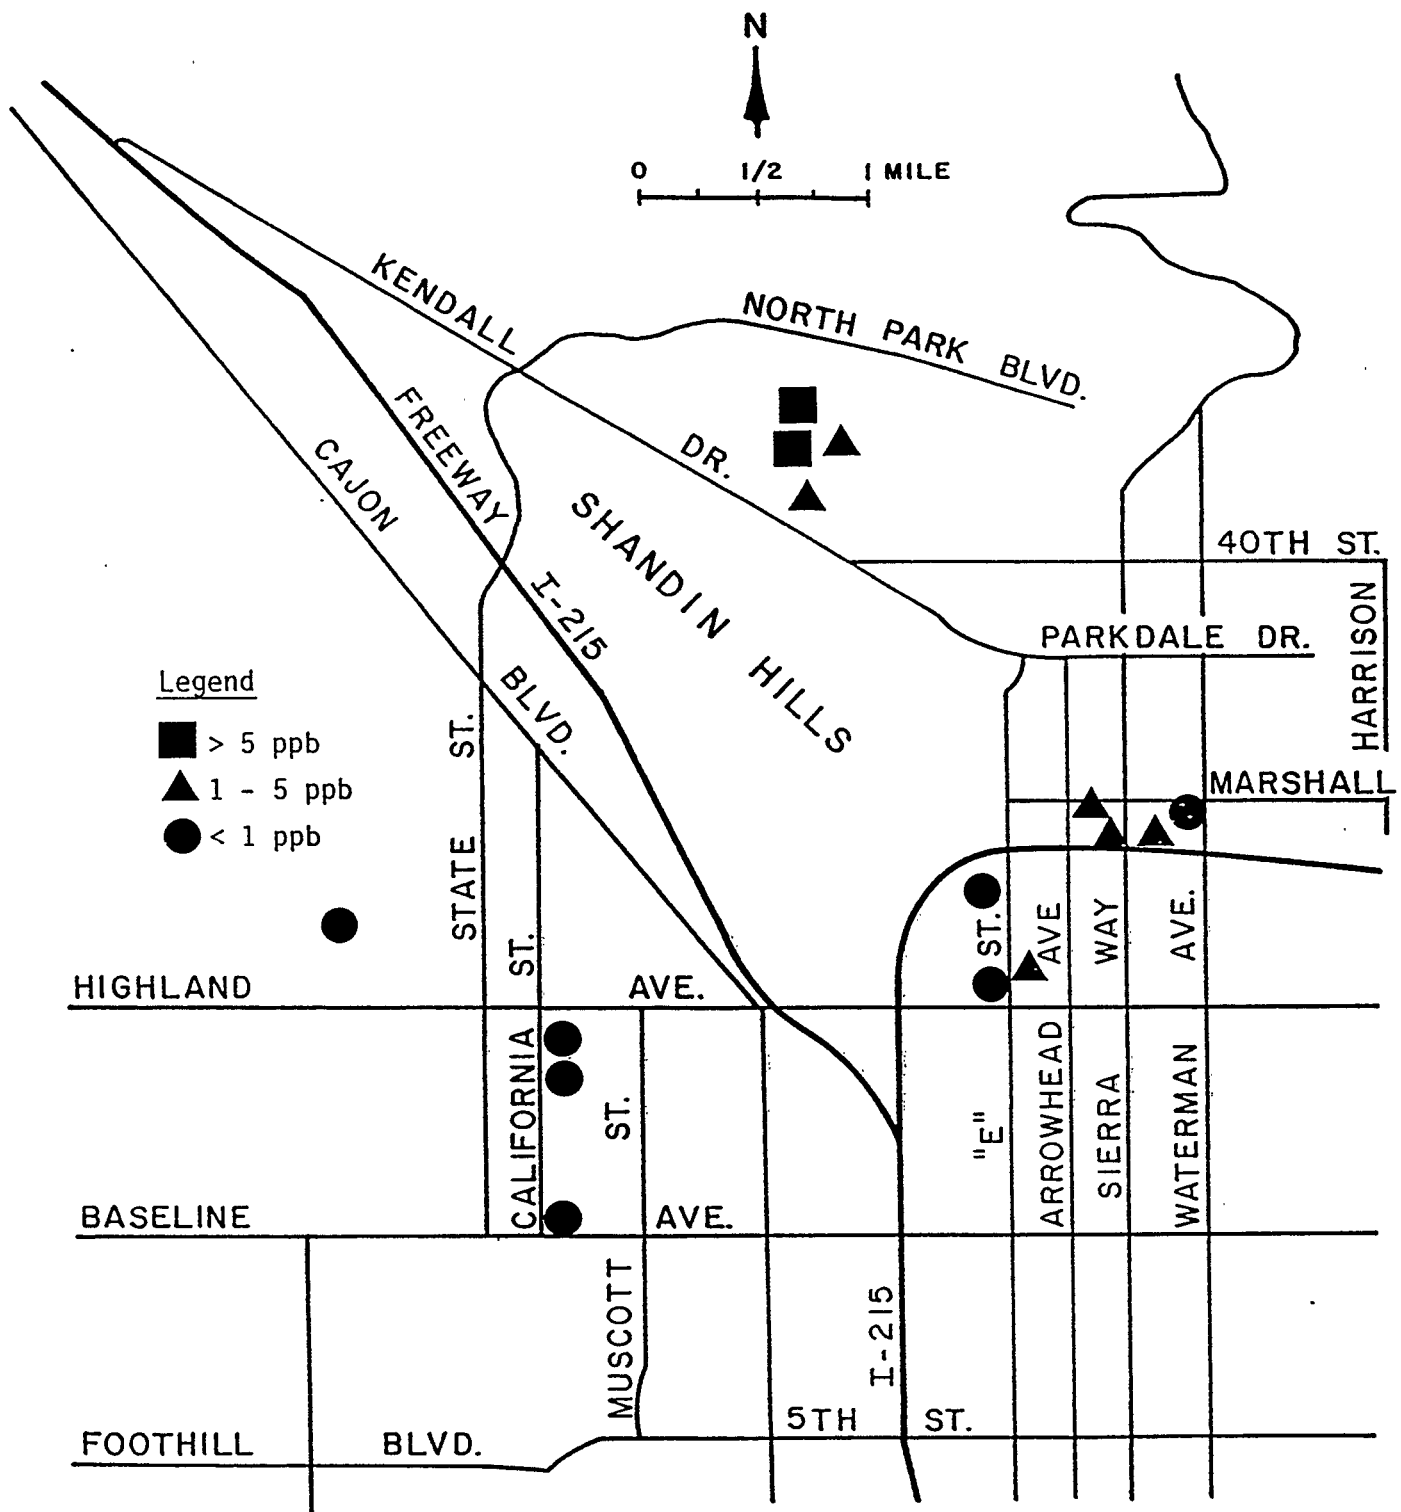 N
0 1/2 1 MILE
KENDALL DR.
NORTH PARK BLVD.
FREEWAY I-215
CAJON BLVD.
SHANDIN HILLS
40TH ST.
PARKDALE DR.
HARRISON
MARSHALL
Legend
> 5 ppb
1 - 5 ppb
< 1 ppb
STATE ST.
CALIFORNIA ST.
"E" ST.
ARROWHEAD AVE
SIERRA WAY
WATERMAN AVE.
HIGHLAND AVE.
MUSCOTT ST.
BASELINE AVE.
I-215
5TH ST.
FOOTHILL BLVD.